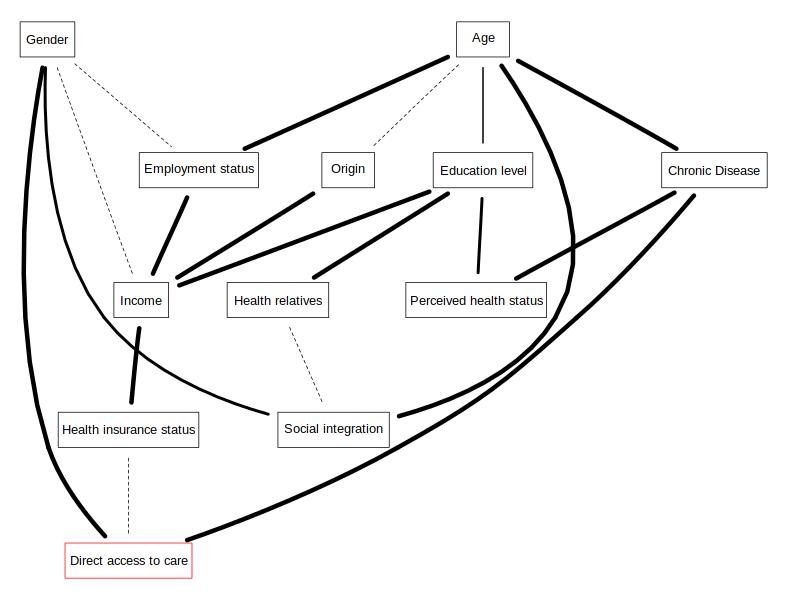 Gender
Age
Employment status
Origin
Education level
Chronic Disease
Income
Health relatives
Perceived health status
Health insurance status
Social integration
Direct access to care